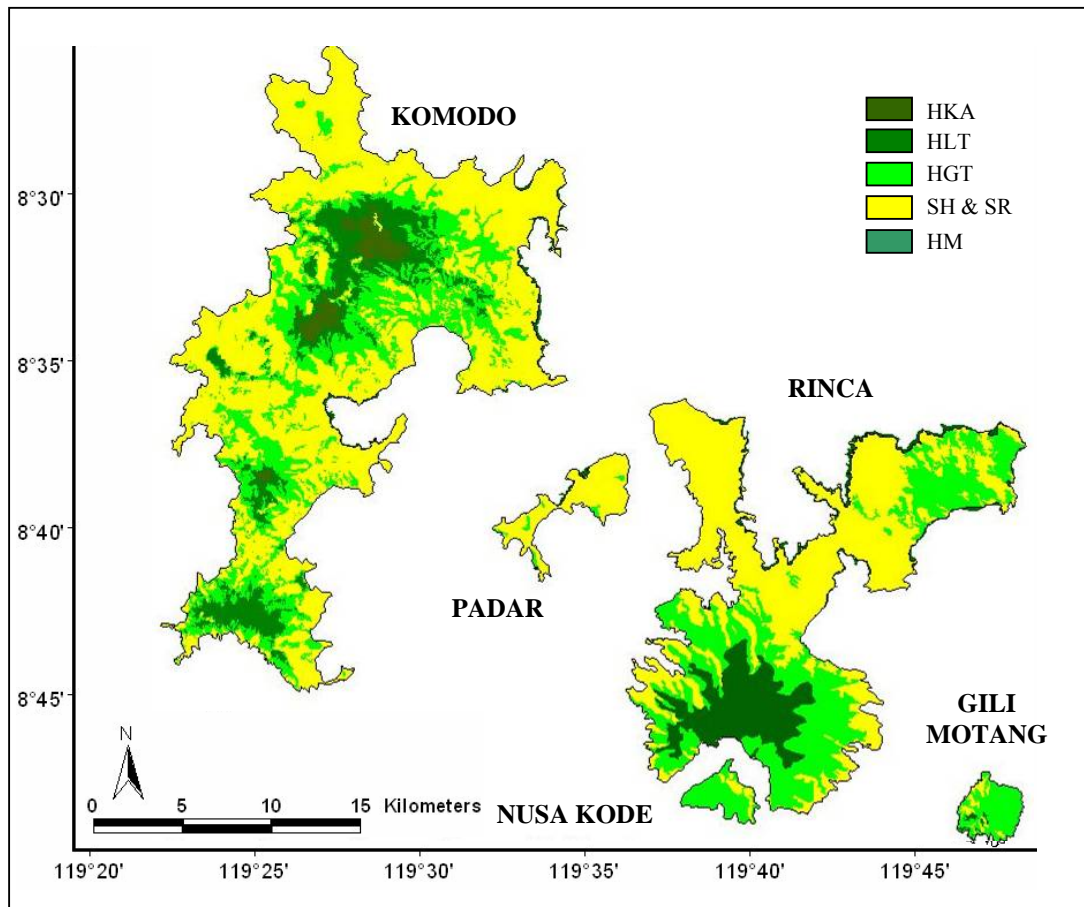 KOMODO
HKA
HLT
HGT
SH & SR
HM
8°30'
8°35'
RINCA
8°40'
PADAR
8°45'
GILI
MOTANG
N
0 5 10 15 Kilometers
NUSA KODE
119°20' 119°25' 119°30' 119°35' 119°40' 119°45'